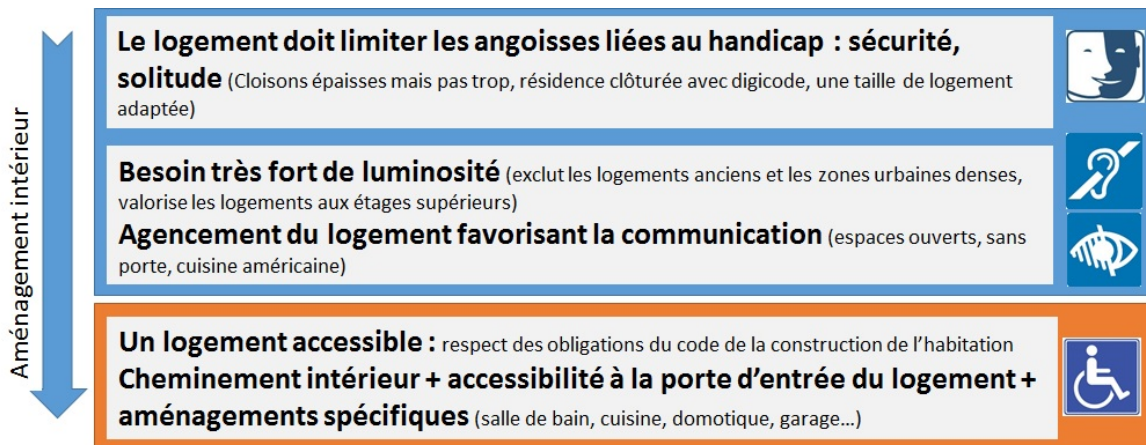 Aménagement intérieur
Le logement doit limiter les angoisses liées au handicap : sécurité,
solitude (Cloisons épaisses mais pas trop, résidence clôturée avec digicode, une taille de logement
adaptée)
Besoin très fort de luminosité (exclut les logements anciens et les zones urbaines denses,
valorise les logements aux étages supérieurs)
Agencement du logement favorisant la communication (espaces ouverts, sans
porte, cuisine américaine)
Un logement accessible : respect des obligations du code de la construction de l’habitation
Cheminement intérieur + accessibilité à la porte d’entrée du logement +
aménagements spécifiques (salle de bain, cuisine, domotique, garage…)